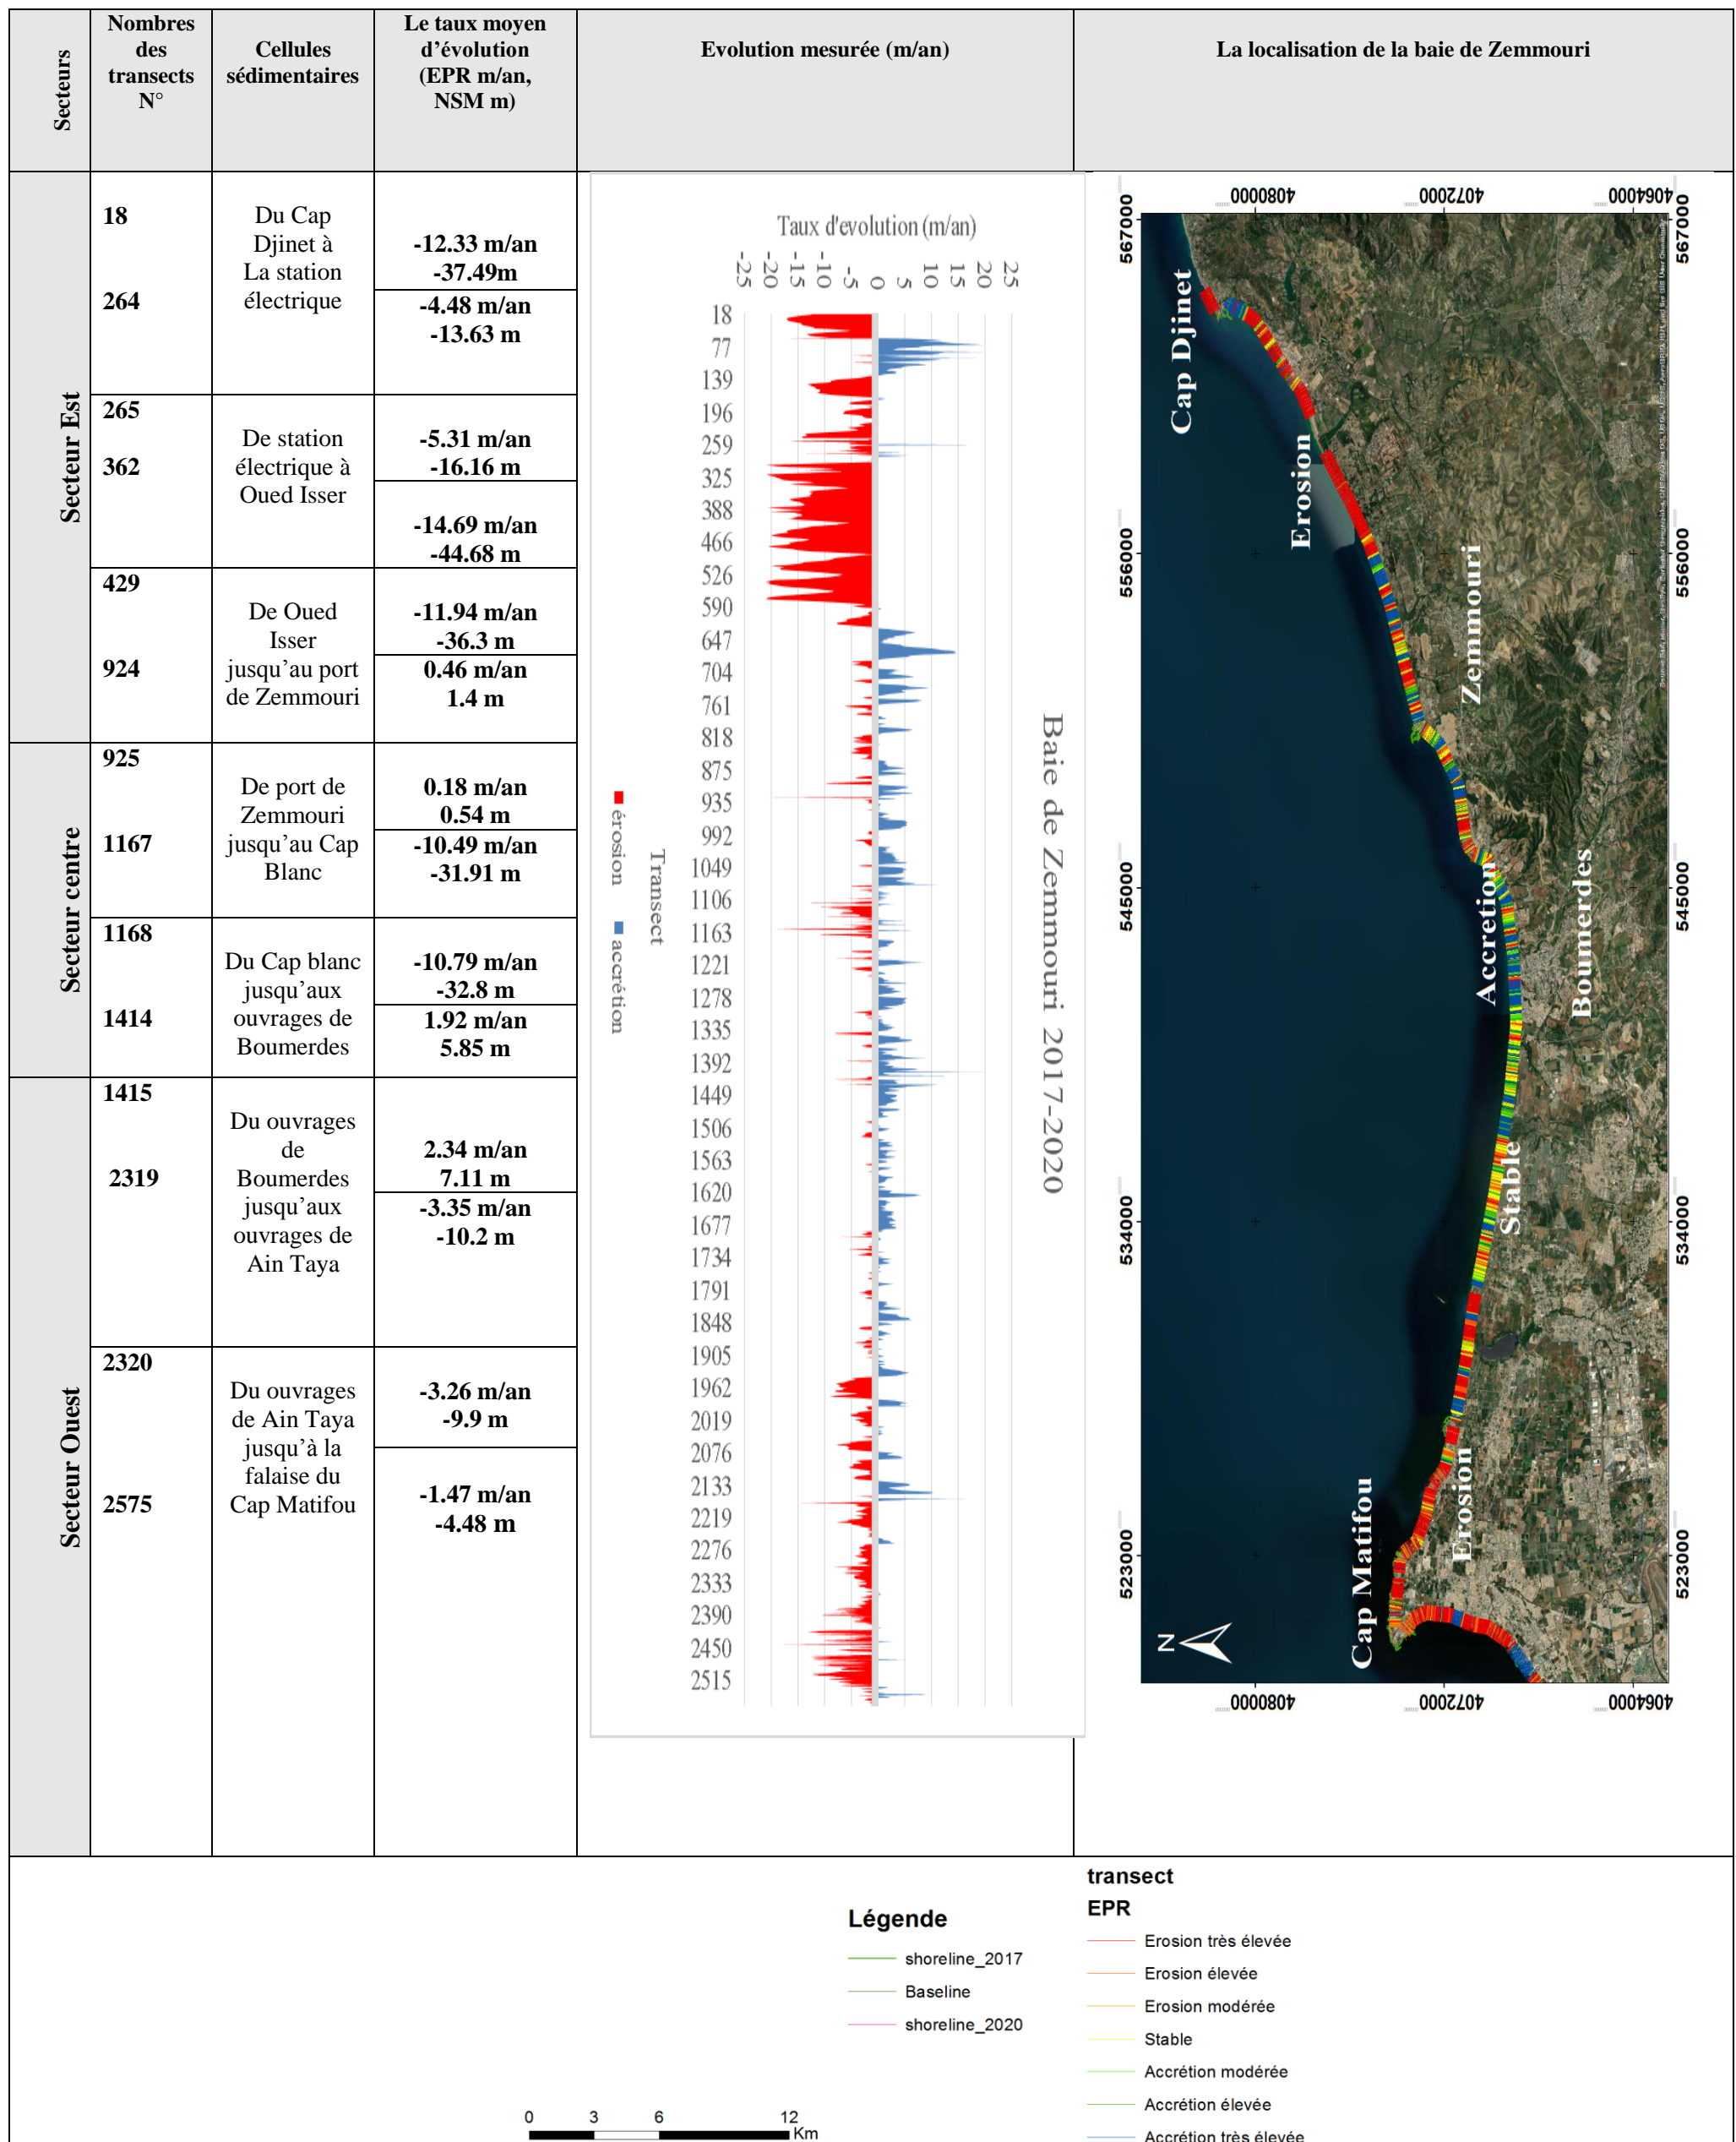 Secteurs
Nombres
des
transects
N°
Cellules
sédimentaires
Le taux moyen
d'évolution
(EPR m/an,
NSM m)
Evolution mesurée (m/an)
La localisation de la baie de Zemmouri
Secteur Est
18
264
Du Cap
Djinet à
La station
électrique
-12.33 m/an
-37.49m
-4.48 m/an
-13.63 m
265
362
De station
électrique à
Oued Isser
-5.31 m/an
-16.16 m
-14.69 m/an
-44.68 m
429
924
De Oued
Isser
jusqu'au port
de Zemmouri
-11.94 m/an
-36.3 m
0.46 m/an
1.4 m
Secteur centre
925
1167
De port de
Zemmouri
jusqu'au Cap
Blanc
0.18 m/an
0.54 m
-10.49 m/an
-31.91 m
1168
1414
Du Cap blanc
jusqu'aux
ouvrages de
Boumerdes
-10.79 m/an
-32.8 m
1.92 m/an
5.85 m
Secteur Ouest
1415
2319
Du ouvrages
de
Boumerdes
jusqu'aux
ouvrages de
Ain Taya
2.34 m/an
7.11 m
-3.35 m/an
-10.2 m
2320
2575
Du ouvrages
de Ain Taya
jusqu'à la
falaise du
Cap Matifou
-3.26 m/an
-9.9 m
-1.47 m/an
-4.48 m
Taux d'evolution (m/an)
-25 -20 -15 -10 -5 0 5 10 15 20 25
18
77
139
196
259
325
388
466
526
590
647
704
761
818
875
935
992
1049
1106
1163
1221
1278
1335
1392
1449
1506
1563
1620
1677
1734
1791
1848
1905
1962
2019
2076
2133
2219
2276
2333
2390
2450
2515
Transect
érosion accrétion
Baie de Zemmouri 2017-2020
4080000 4072000 4064000
567000 567000
556000 556000
545000 545000
534000 534000
523000 523000
4080000 4072000 4064000
Cap Djinet
Erosion
Zemmouri
Accretion
Boumerdes
Stable
Erosion
Cap Matifou
N
Légende
shoreline_2017
Baseline
shoreline_2020
transect
EPR
Erosion très élevée
Erosion élevée
Erosion modérée
Stable
Accrétion modérée
Accrétion élevée
Accrétion très élevée
0 3 6 12
Km